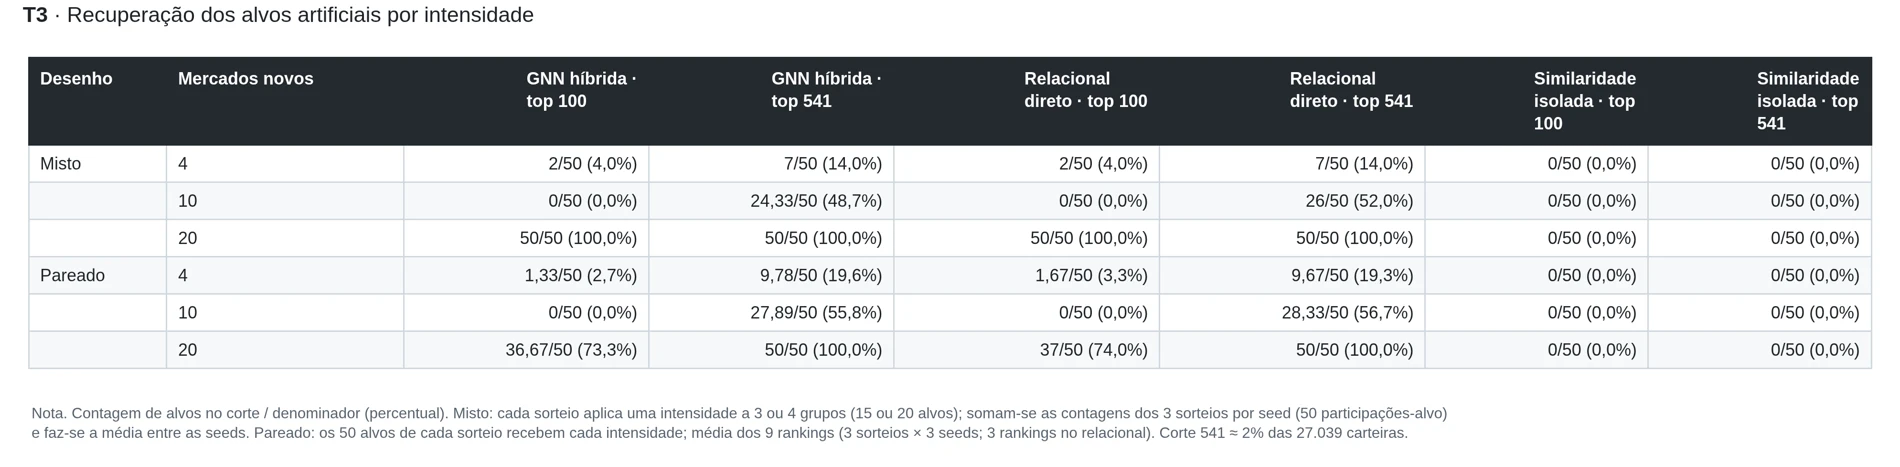 T3 · Recuperação dos alvos artificiais por intensidade
Desenho Mercados novos GNN híbrida · top 100 GNN híbrida · top 541 Relacional direto · top 100 Relacional direto · top 541 Similaridade isolada · top 100 Similaridade isolada · top 541
Misto 4 2/50 (4,0%) 7/50 (14,0%) 2/50 (4,0%) 7/50 (14,0%) 0/50 (0,0%) 0/50 (0,0%)
10 0/50 (0,0%) 24,33/50 (48,7%) 0/50 (0,0%) 26/50 (52,0%) 0/50 (0,0%) 0/50 (0,0%)
20 50/50 (100,0%) 50/50 (100,0%) 50/50 (100,0%) 50/50 (100,0%) 0/50 (0,0%) 0/50 (0,0%)
Pareado 4 1,33/50 (2,7%) 9,78/50 (19,6%) 1,67/50 (3,3%) 9,67/50 (19,3%) 0/50 (0,0%) 0/50 (0,0%)
10 0/50 (0,0%) 27,89/50 (55,8%) 0/50 (0,0%) 28,33/50 (56,7%) 0/50 (0,0%) 0/50 (0,0%)
20 36,67/50 (73,3%) 50/50 (100,0%) 37/50 (74,0%) 50/50 (100,0%) 0/50 (0,0%) 0/50 (0,0%)
Nota. Contagem de alvos no corte / denominador (percentual). Misto: cada sorteio aplica uma intensidade a 3 ou 4 grupos (15 ou 20 alvos); somam-se as contagens dos 3 sorteios por seed (50 participações-alvo)
e faz-se a média entre as seeds. Pareado: os 50 alvos de cada sorteio recebem cada intensidade; média dos 9 rankings (3 sorteios × 3 seeds; 3 rankings no relacional). Corte 541 ≈ 2% das 27.039 carteiras.